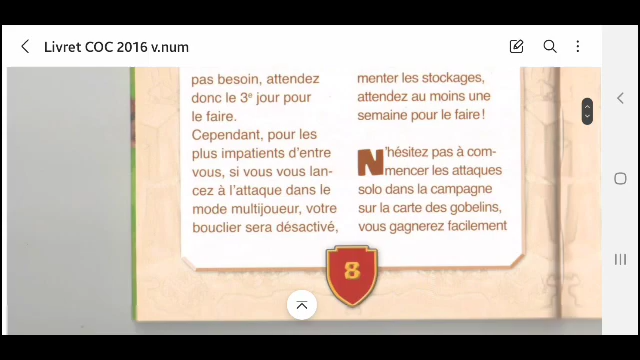 Livret COC 2016 v.num
pas besoin, attendez
donc le 3e jour pour
le faire.
Cependant, pour les
plus impatients d'entre
vous, si vous vous lan-
cez à l'attaque dans le
mode multijoueur, votre
bouclier sera désactivé,
menter les stockages,
attendez au moins une
semaine pour le faire !
N'hésitez pas à com-
mencer les attaques
solo dans la campagne
sur la carte des gobelins,
vous gagnerez facilement
8